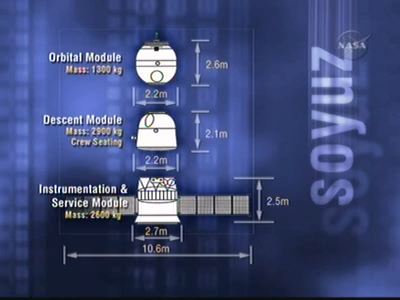 NASA
Orbital Module
Mass: 1300 kg
2.6m
2.2m
Descent Module
Mass: 2900 kg
Crew Seating
2.1m
2.2m
Instrumentation &
Service Module
Mass: 2600 kg
2.5m
2.7m
10.6m
soyuz